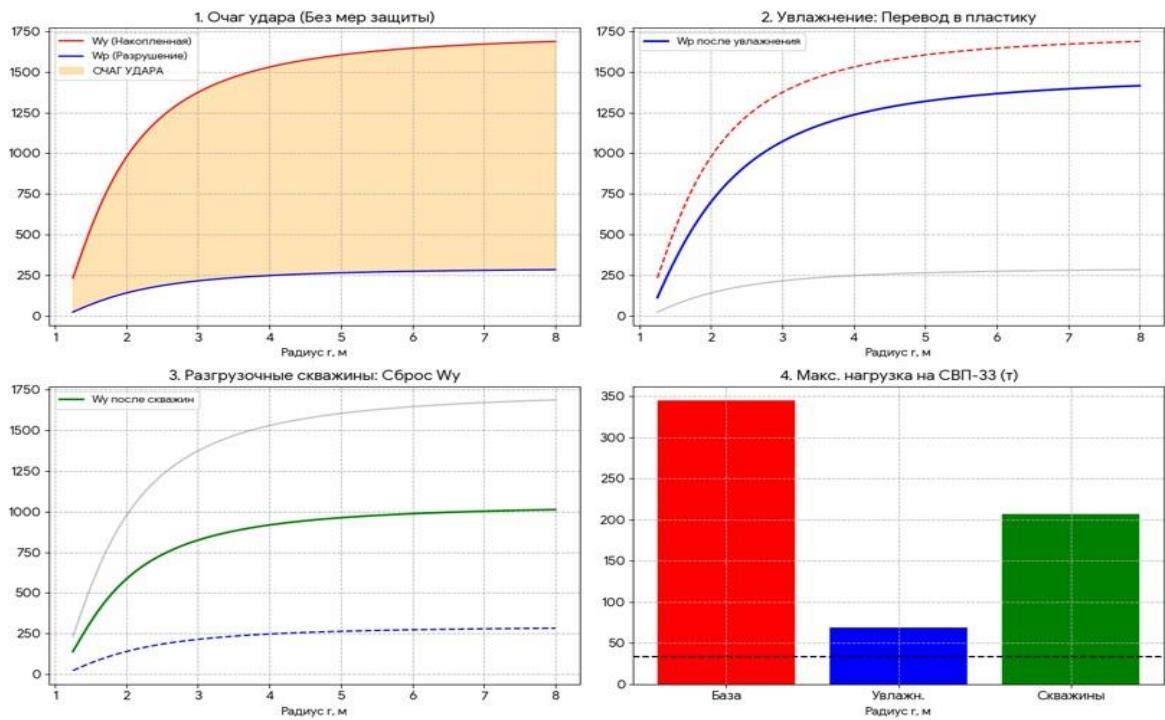 1. Очаг удара (Без мер защиты)
1750
1500
1250
1000
750
500
250
0
Wy (Накопленная)
Wp (Разрушение)
ОЧАГ УДАРА
1 2 3 4 5 6 7 8
Радиус r, м
2. Увлажнение: Перевод в пластику
1750
1500
1250
1000
750
500
250
0
Wp после увлажнения
1 2 3 4 5 6 7 8
Радиус r, м
3. Разгрузочные скважины: Сброс Wy
1750
1500
1250
1000
750
500
250
0
Wy после скважин
1 2 3 4 5 6 7 8
Радиус r, м
4. Макс. нагрузка на СВП-33 (т)
350
300
250
200
150
100
50
0
База Увлажн. Скважины
Радиус r, м